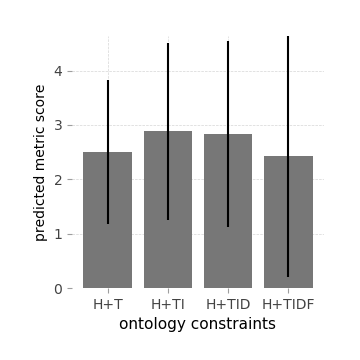 4
3
2
1
0
predicted metric score
H+T H+TI H+TID H+TIDF
ontology constraints